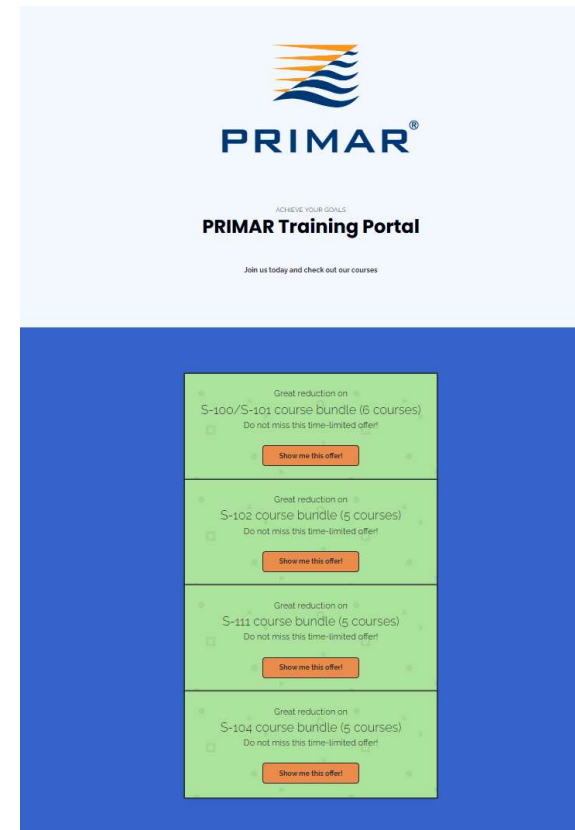 PRIMAR®
ACHIEVE YOUR GOALS
PRIMAR Training Portal
Join us today and check out our courses
Great reduction on
S-100/S-101 course bundle (6 courses)
Do not miss this time-limited offer!
Show me this offer!
Great reduction on
S-102 course bundle (5 courses)
Do not miss this time-limited offer!
Show me this offer!
Great reduction on
S-111 course bundle (5 courses)
Do not miss this time-limited offer!
Show me this offer!
Great reduction on
S-104 course bundle (5 courses)
Do not miss this time-limited offer!
Show me this offer!